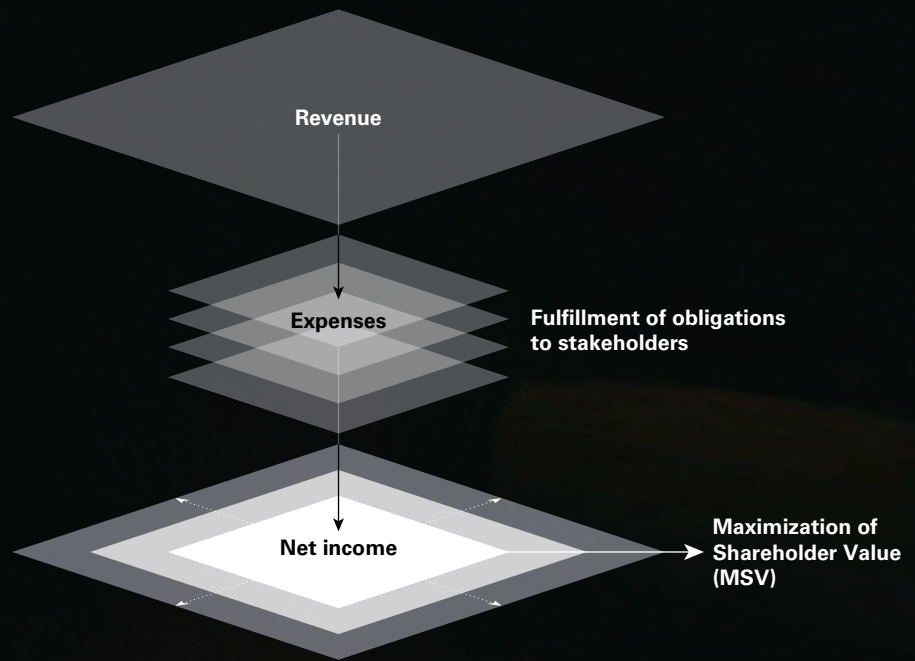 Revenue
Expenses
Fulfillment of obligations
to stakeholders
Net income
Maximization of
Shareholder Value
(MSV)